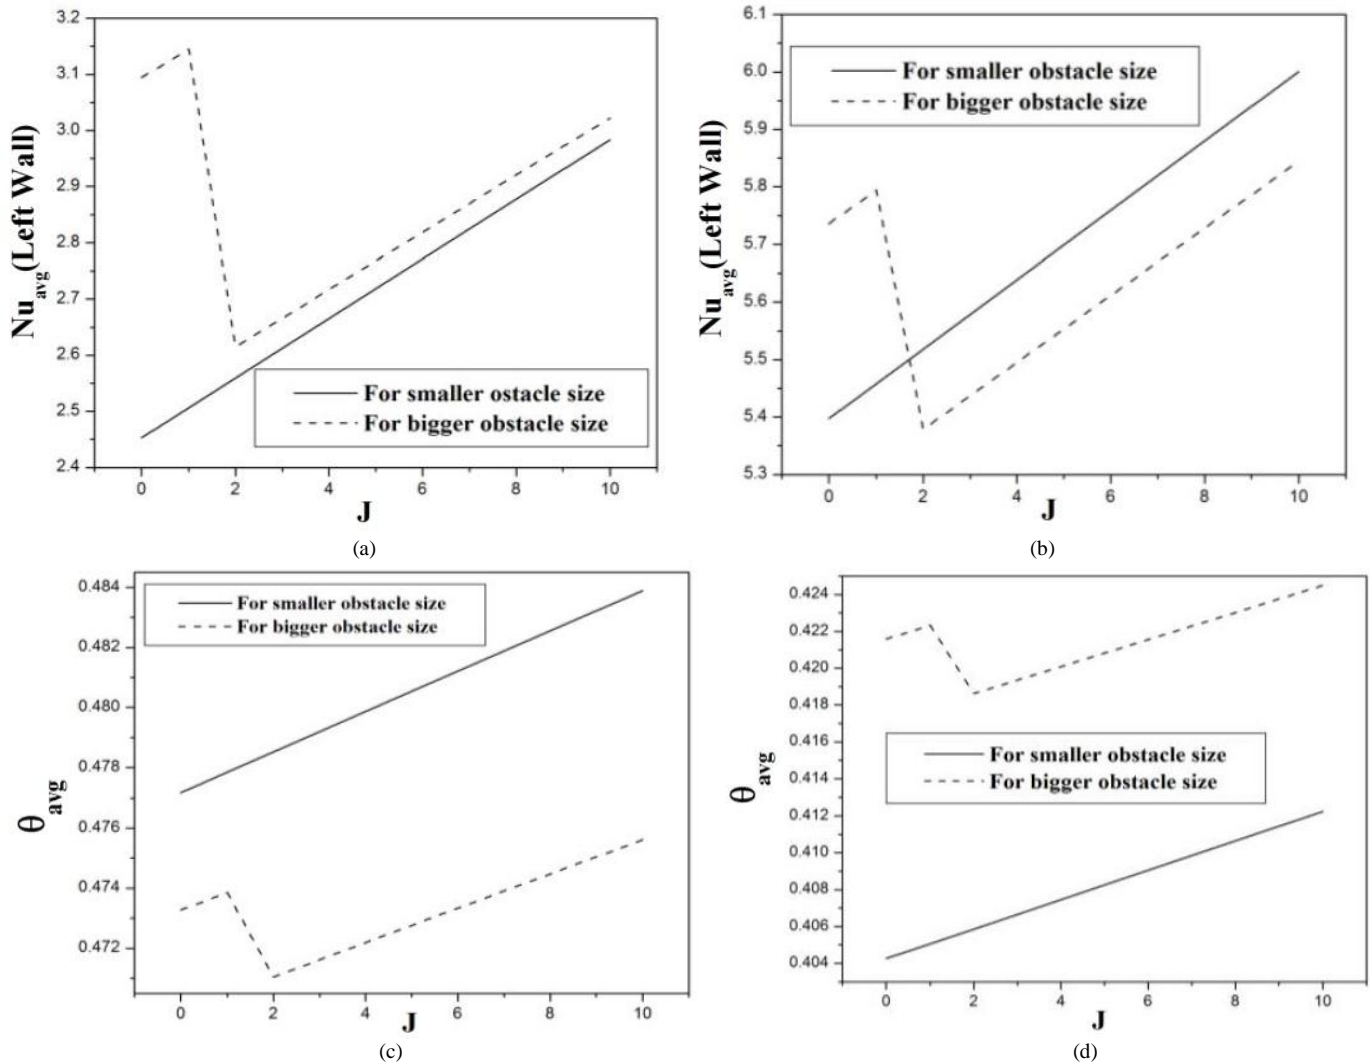 3.2
3.1
3.0
2.9
2.8
2.7
2.6
2.5
2.4
Nu_avg (Left Wall)
For smaller ostacle size
For bigger obstacle size
0 2 4 6 8 10
J
(a)
6.1
6.0
5.9
5.8
5.7
5.6
5.5
5.4
5.3
Nu_avg (Left Wall)
For smaller obstacle size
For bigger obstacle size
0 2 4 6 8 10
J
(b)
0.484
0.482
0.480
0.478
0.476
0.474
0.472
θ_avg
For smaller obstacle size
For bigger obstacle size
0 2 4 6 8 10
J
(c)
0.424
0.422
0.420
0.418
0.416
0.414
0.412
0.410
0.408
0.406
0.404
θ_avg
For smaller obstacle size
For bigger obstacle size
0 2 4 6 8 10
J
(d)